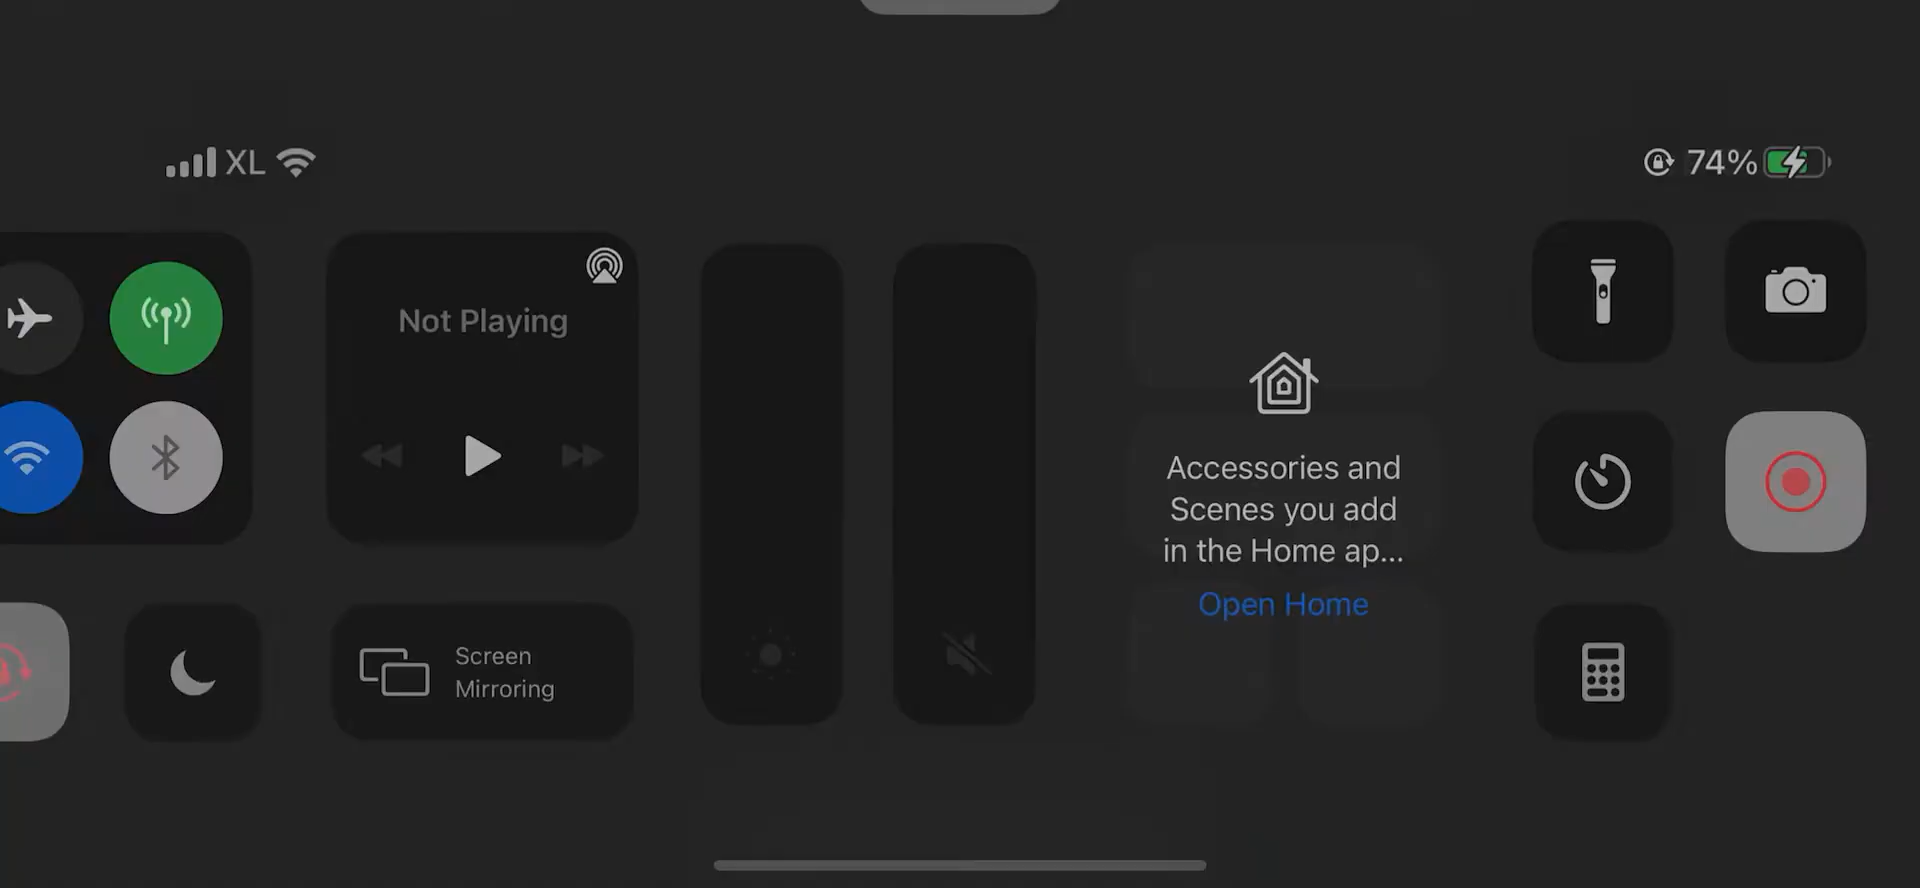 XL
74%
Not Playing
Accessories and
Scenes you add
in the Home ap...
Open Home
Screen
Mirroring